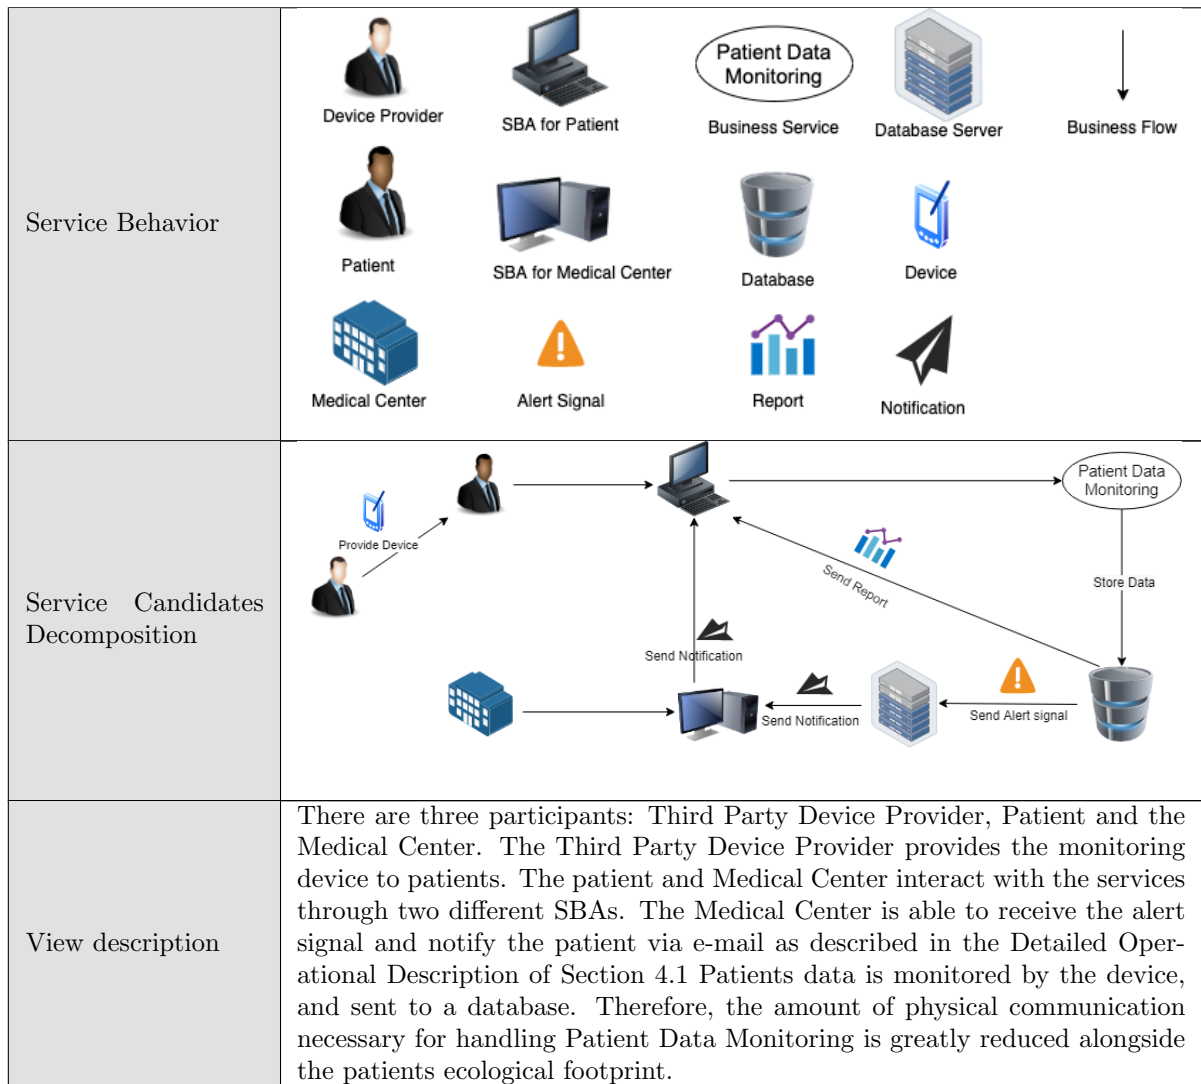 Service Behavior
Patient Data
Monitoring
Device Provider
SBA for Patient
Business Service
Database Server
Business Flow
Patient
SBA for Medical Center
Database
Device
Medical Center
Alert Signal
Report
Notification
Service Candidates
Decomposition
Patient Data
Monitoring
Provide Device
Send Report
Store Data
Send Notification
Send Notification
Send Alert signal
View description
There are three participants: Third Party Device Provider, Patient and the
Medical Center. The Third Party Device Provider provides the monitoring
device to patients. The patient and Medical Center interact with the services
through two different SBAs. The Medical Center is able to receive the alert
signal and notify the patient via e-mail as described in the Detailed Oper-
ational Description of Section 4.1 Patients data is monitored by the device,
and sent to a database. Therefore, the amount of physical communication
necessary for handling Patient Data Monitoring is greatly reduced alongside
the patients ecological footprint.